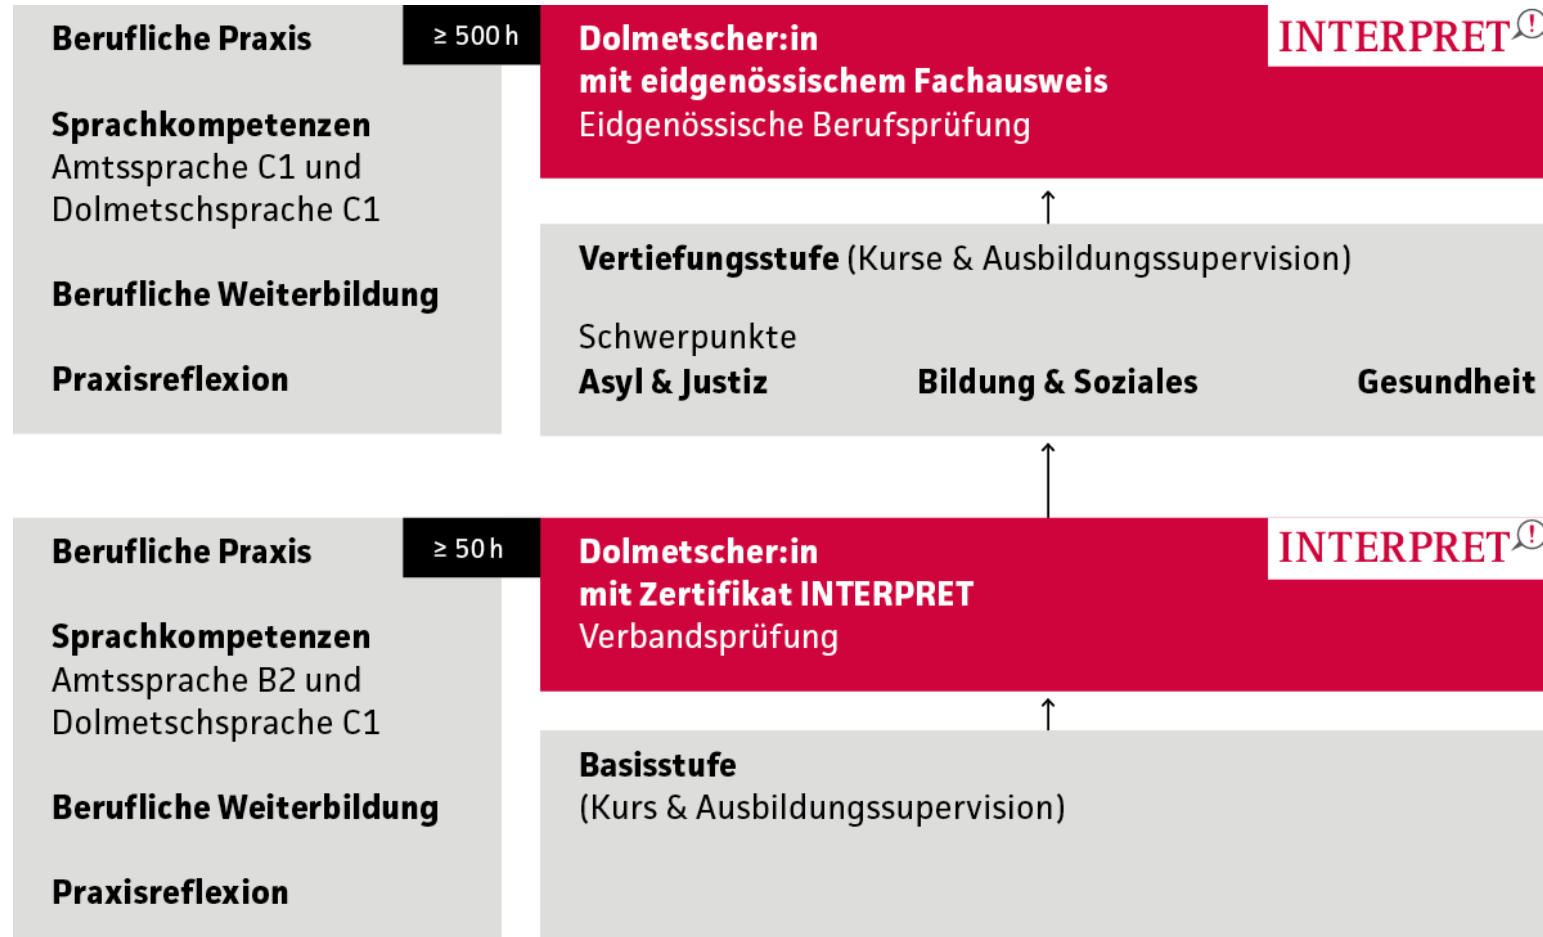 Berufliche Praxis
≥ 500 h
Sprachkompetenzen
Amtssprache C1 und
Dolmetschsprache C1
Berufliche Weiterbildung
Praxisreflexion
Dolmetscher:in
mit eidgenössischem Fachausweis
Eidgenössische Berufsprüfung
INTERPRET!
Vertiefungsstufe (Kurse & Ausbildungssupervision)
Schwerpunkte
Asyl & Justiz Bildung & Soziales Gesundheit
Berufliche Praxis
≥ 50 h
Sprachkompetenzen
Amtssprache B2 und
Dolmetschsprache C1
Berufliche Weiterbildung
Praxisreflexion
Dolmetscher:in
mit Zertifikat INTERPRET
Verbandsprüfung
INTERPRET!
Basisstufe
(Kurs & Ausbildungssupervision)